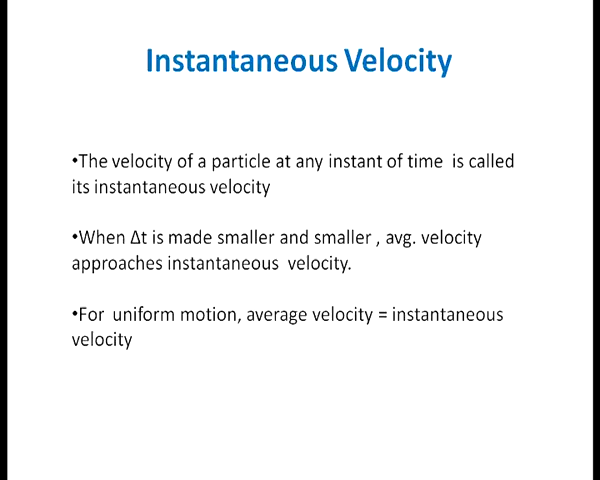 Instantaneous Velocity
•The velocity of a particle at any instant of time is called
its instantaneous velocity
•When Δt is made smaller and smaller , avg. velocity
approaches instantaneous velocity.
•For uniform motion, average velocity = instantaneous
velocity